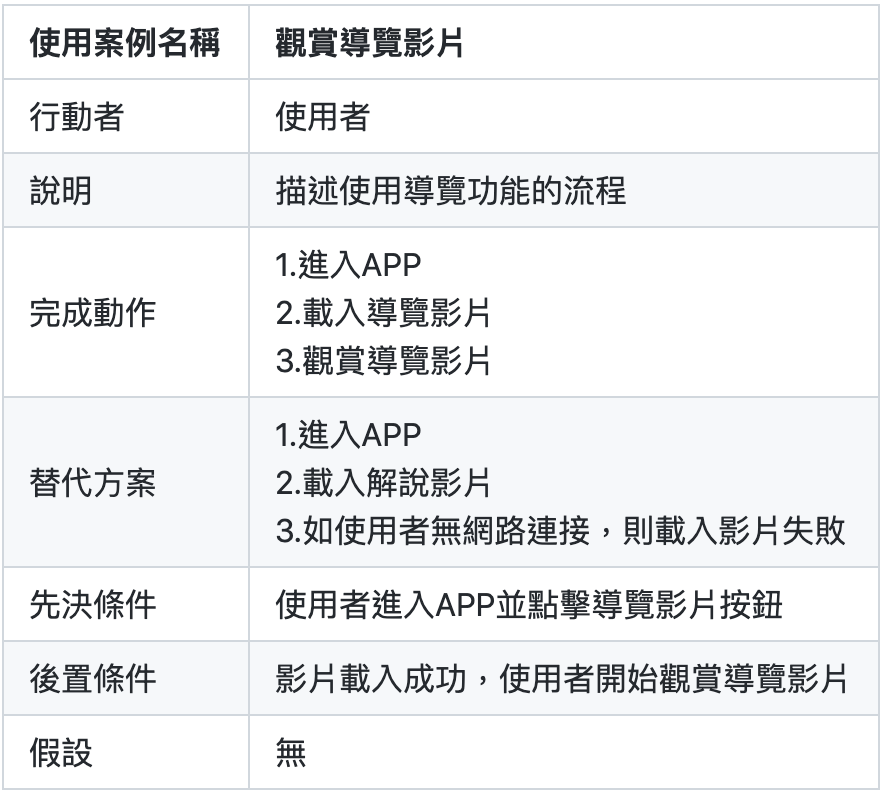 使用案例名稱 觀賞導覽影片
行動者 使用者
說明 描述使用導覽功能的流程
完成動作
1.進入APP
2.載入導覽影片
3.觀賞導覽影片
替代方案
1.進入APP
2.載入解說影片
3.如使用者無網路連接，則載入影片失敗
先決條件 使用者進入APP並點擊導覽影片按鈕
後置條件 影片載入成功，使用者開始觀賞導覽影片
假設 無